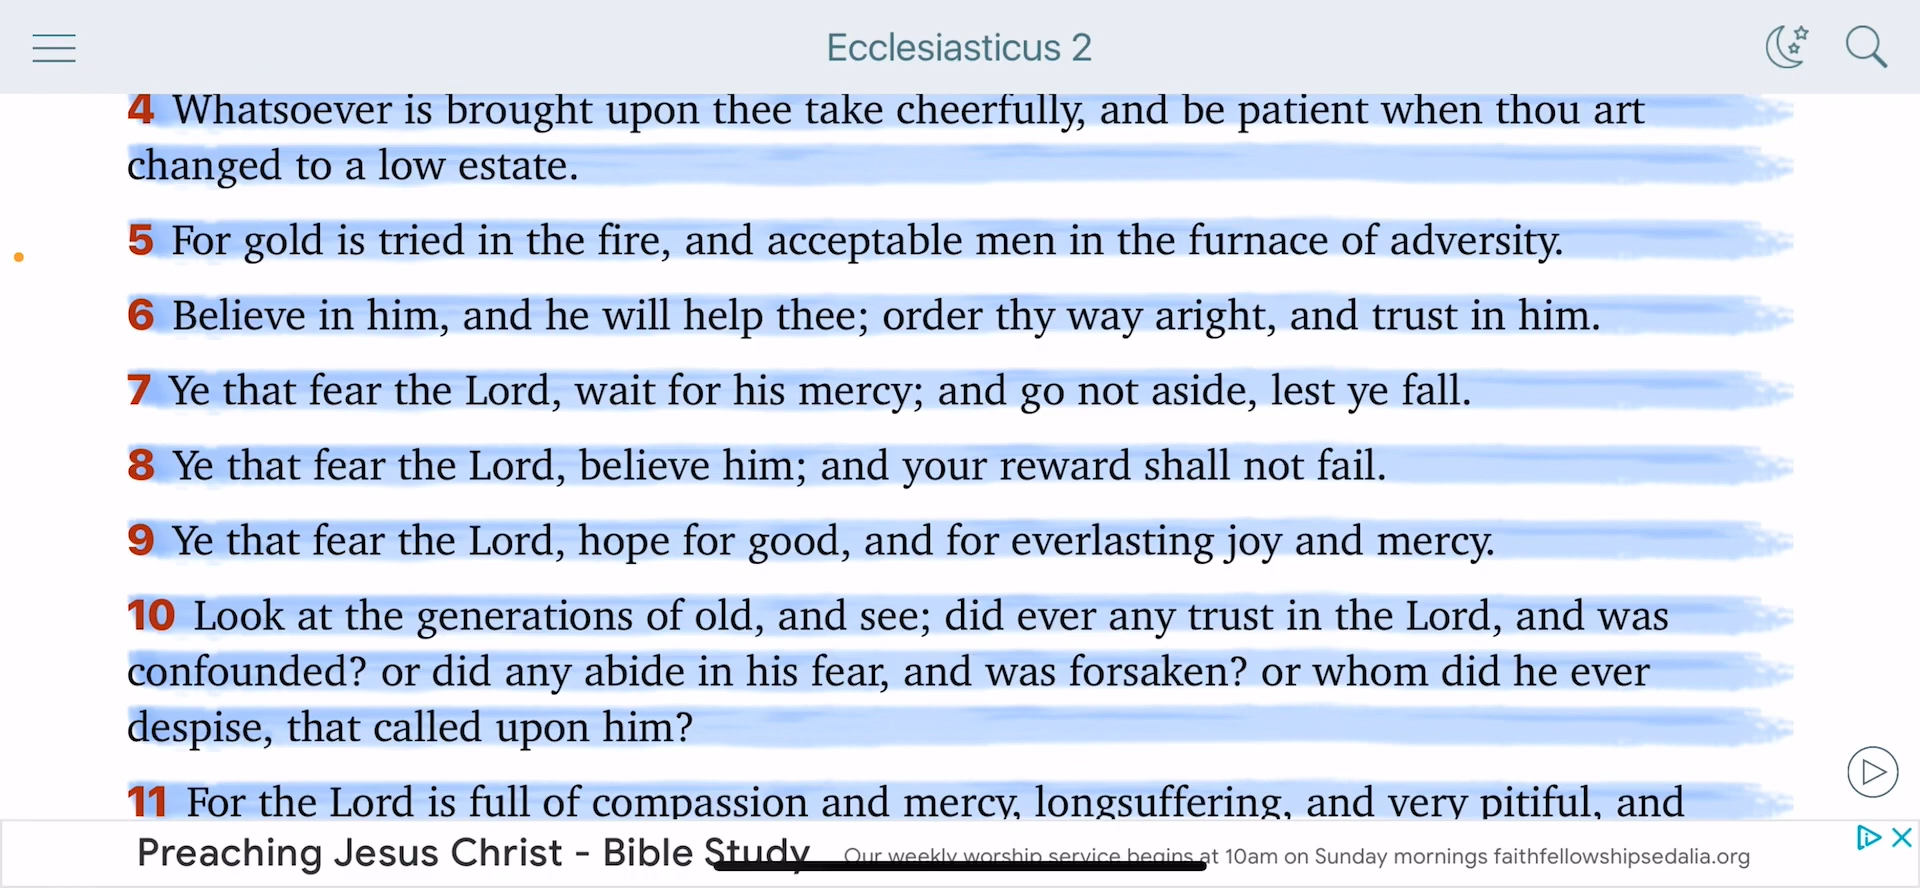 Ecclesiasticus 2
4 Whatsoever is brought upon thee take cheerfully, and be patient when thou art
changed to a low estate.
5 For gold is tried in the fire, and acceptable men in the furnace of adversity.
6 Believe in him, and he will help thee; order thy way aright, and trust in him.
7 Ye that fear the Lord, wait for his mercy; and go not aside, lest ye fall.
8 Ye that fear the Lord, believe him; and your reward shall not fail.
9 Ye that fear the Lord, hope for good, and for everlasting joy and mercy.
10 Look at the generations of old, and see; did ever any trust in the Lord, and was
confounded? or did any abide in his fear, and was forsaken? or whom did he ever
despise, that called upon him?
11 For the Lord is full of compassion and mercy, longsuffering, and very pitiful, and
Preaching Jesus Christ - Bible Study Our weekly worship service begins at 10am on Sunday mornings faithfellowshipsedalia.org